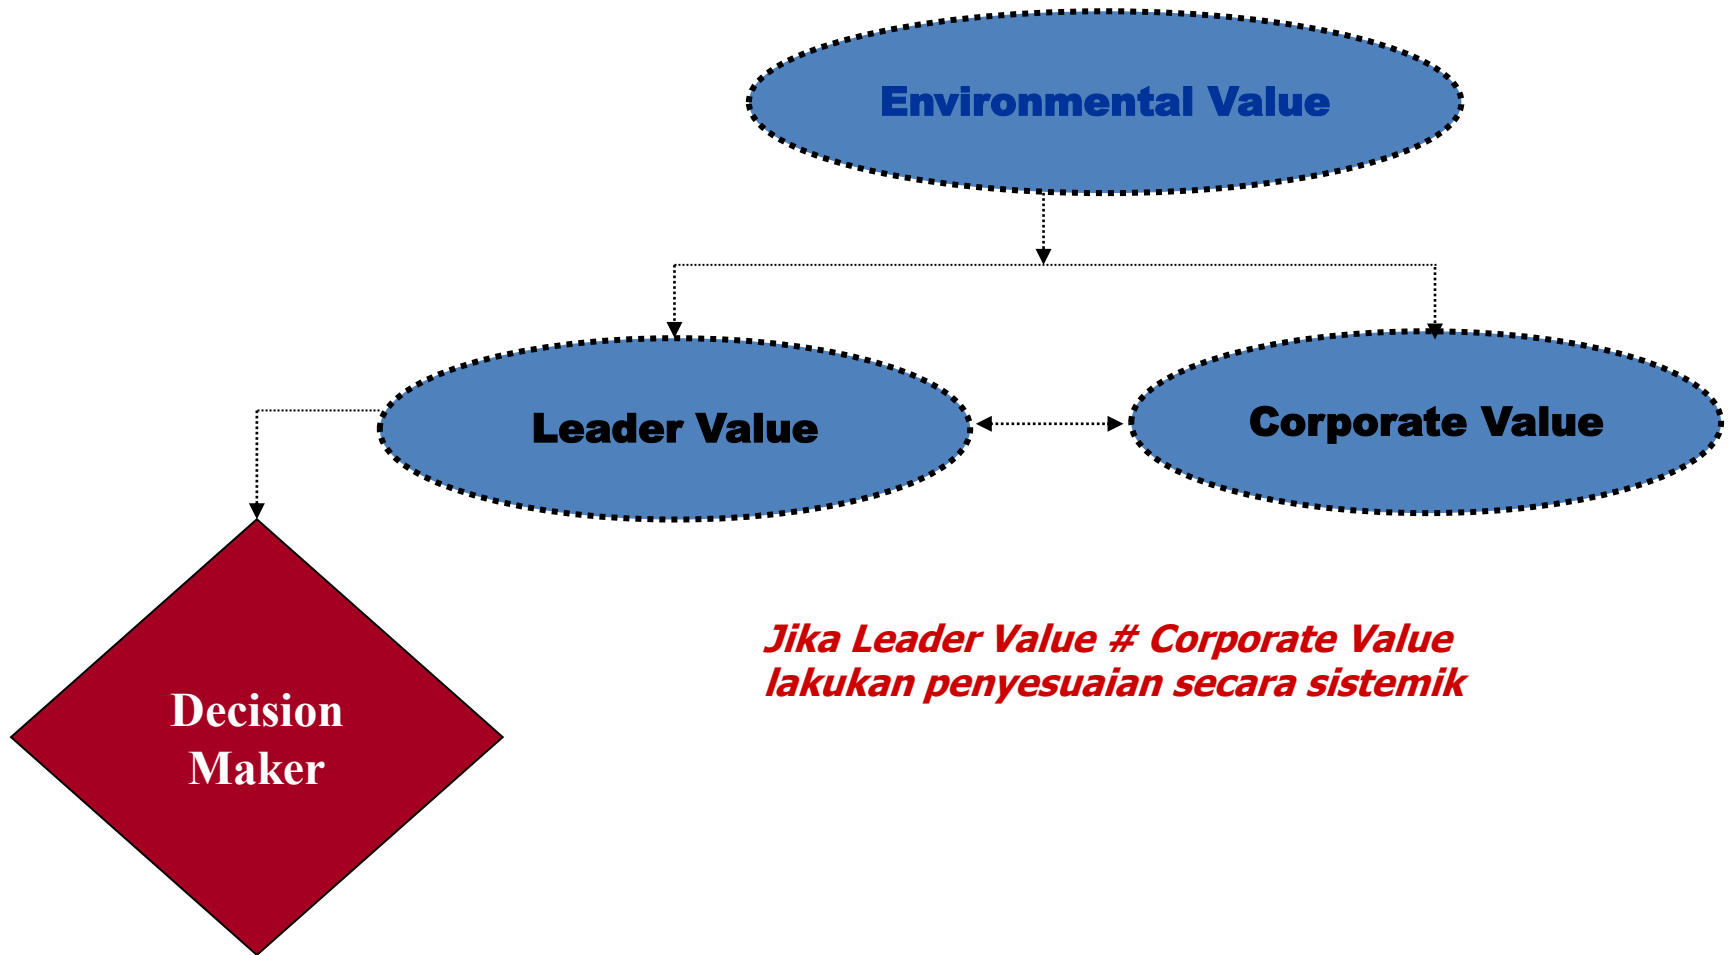 Environmental Value
Leader Value
Corporate Value
Jika Leader Value # Corporate Value
lakukan penyesuaian secara sistemik
Decision
Maker